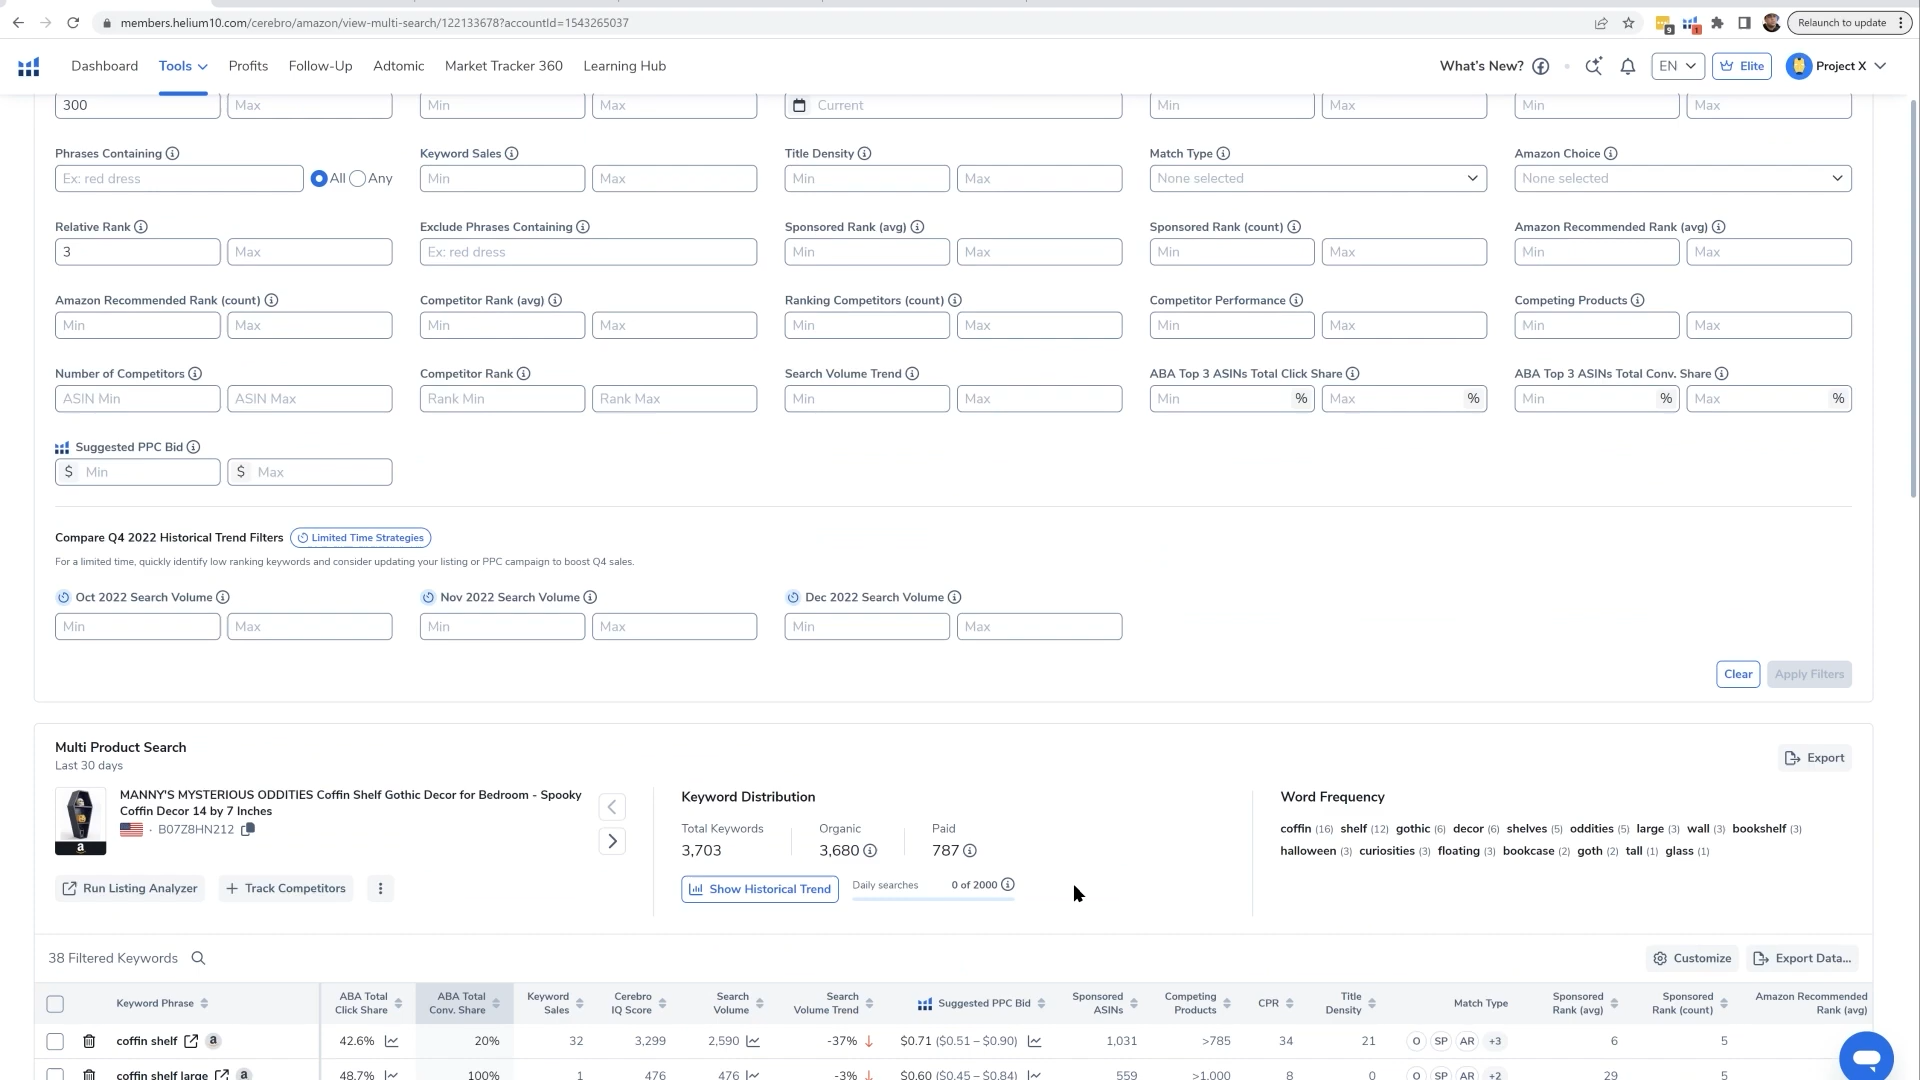 members.helium10.com/cerebro/amazon/view-multi-search/122133678?accountId=1543265037
9
1
Relaunch to update
Dashboard Tools Profits Follow-Up Adtomic Market Tracker 360 Learning Hub What's New? EN Elite Project X
300 Max Min Max Current Min Max Min Max
Phrases Containing Keyword Sales Title Density Match Type Amazon Choice
Ex: red dress All Any Min Max Min Max None selected None selected
Relative Rank Exclude Phrases Containing Sponsored Rank (avg) Sponsored Rank (count) Amazon Recommended Rank (avg)
3 Max Ex: red dress Min Max Min Max Min Max
Amazon Recommended Rank (count) Competitor Rank (avg) Ranking Competitors (count) Competitor Performance Competing Products
Min Max Min Max Min Max Min Max Min Max
Number of Competitors Competitor Rank Search Volume Trend ABA Top 3 ASINs Total Click Share ABA Top 3 ASINs Total Conv. Share
ASIN Min ASIN Max Rank Min Rank Max Min Max Min % Max % Min % Max %
Suggested PPC Bid
$ Min $ Max
Compare Q4 2022 Historical Trend Filters Limited Time Strategies
For a limited time, quickly identify low ranking keywords and consider updating your listing or PPC campaign to boost Q4 sales.
Oct 2022 Search Volume Nov 2022 Search Volume Dec 2022 Search Volume
Min Max Min Max Min Max
Clear Apply Filters
Multi Product Search
Last 30 days
Export
MANNY'S MYSTERIOUS ODDITIES Coffin Shelf Gothic Decor for Bedroom - Spooky
Coffin Decor 14 by 7 Inches
· B07Z8HN212
a
Run Listing Analyzer + Track Competitors
Keyword Distribution
Total Keywords Organic Paid
3,703 3,680 787
Show Historical Trend Daily searches 0 of 2000
Word Frequency
coffin (16) shelf (12) gothic (6) decor (6) shelves (5) oddities (5) large (3) wall (3) bookshelf (3)
halloween (3) curiosities (3) floating (3) bookcase (2) goth (2) tall (1) glass (1)
38 Filtered Keywords Customize Export Data...
Keyword Phrase ABA Total Click Share ABA Total Conv. Share Keyword Sales Cerebro IQ Score Search Volume Search Volume Trend Suggested PPC Bid Sponsored ASINs Competing Products CPR Title Density Match Type Sponsored Rank (avg) Sponsored Rank (count) Amazon Recommended Rank (avg)
coffin shelf a 42.6% 20% 32 3,299 2,590 -37% $0.71 ($0.51 – $0.90) 1,031 >785 34 21 O SP AR +3 6 5
coffin shelf large a 48.7% 100% 1 476 476 -3% $0.60 ($0.45 – $0.84) 559 >1,000 8 0 O SP AR +2 29 5